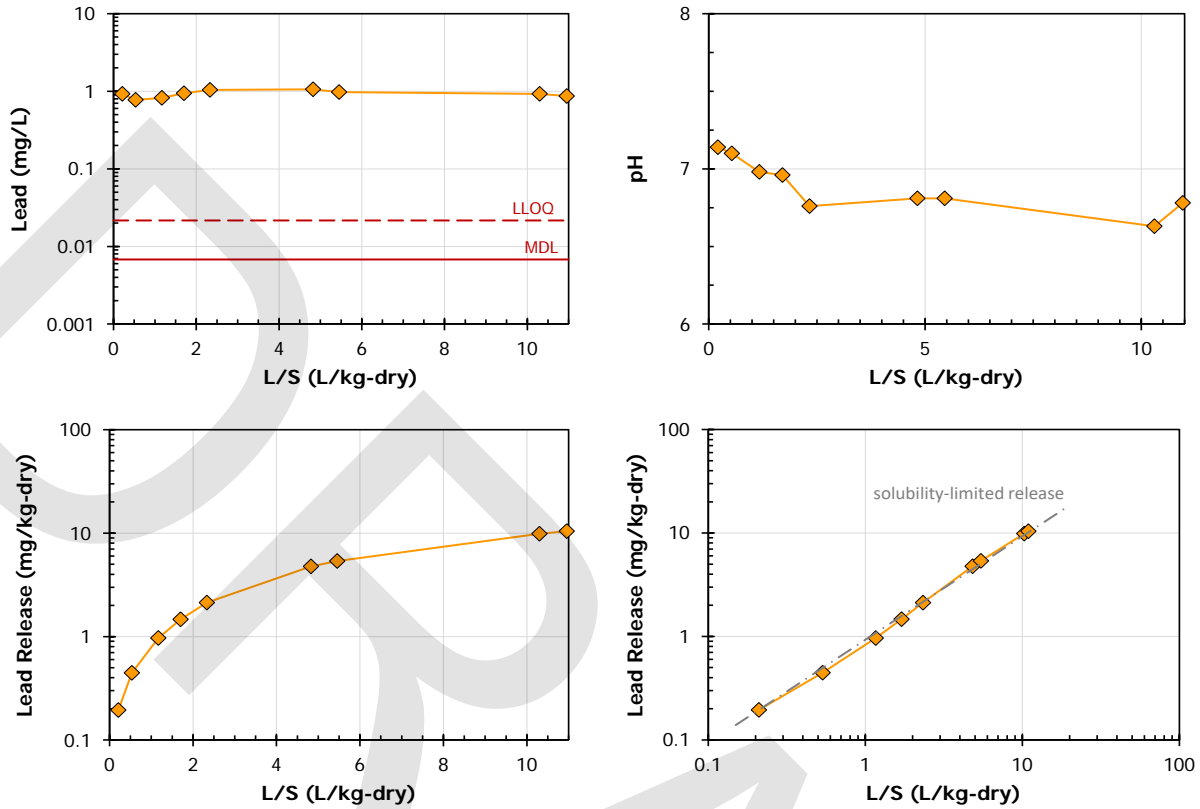 10
1
0.1
0.01
0.001
Lead (mg/L)
LLOQ
MDL
0 2 4 6 8 10
L/S (L/kg-dry)
8
7
6
pH
0 5 10
L/S (L/kg-dry)
100
10
1
0.1
Lead Release (mg/kg-dry)
0 2 4 6 8 10
L/S (L/kg-dry)
100
10
1
0.1
Lead Release (mg/kg-dry)
solubility-limited release
0.1 1 10 100
L/S (L/kg-dry)